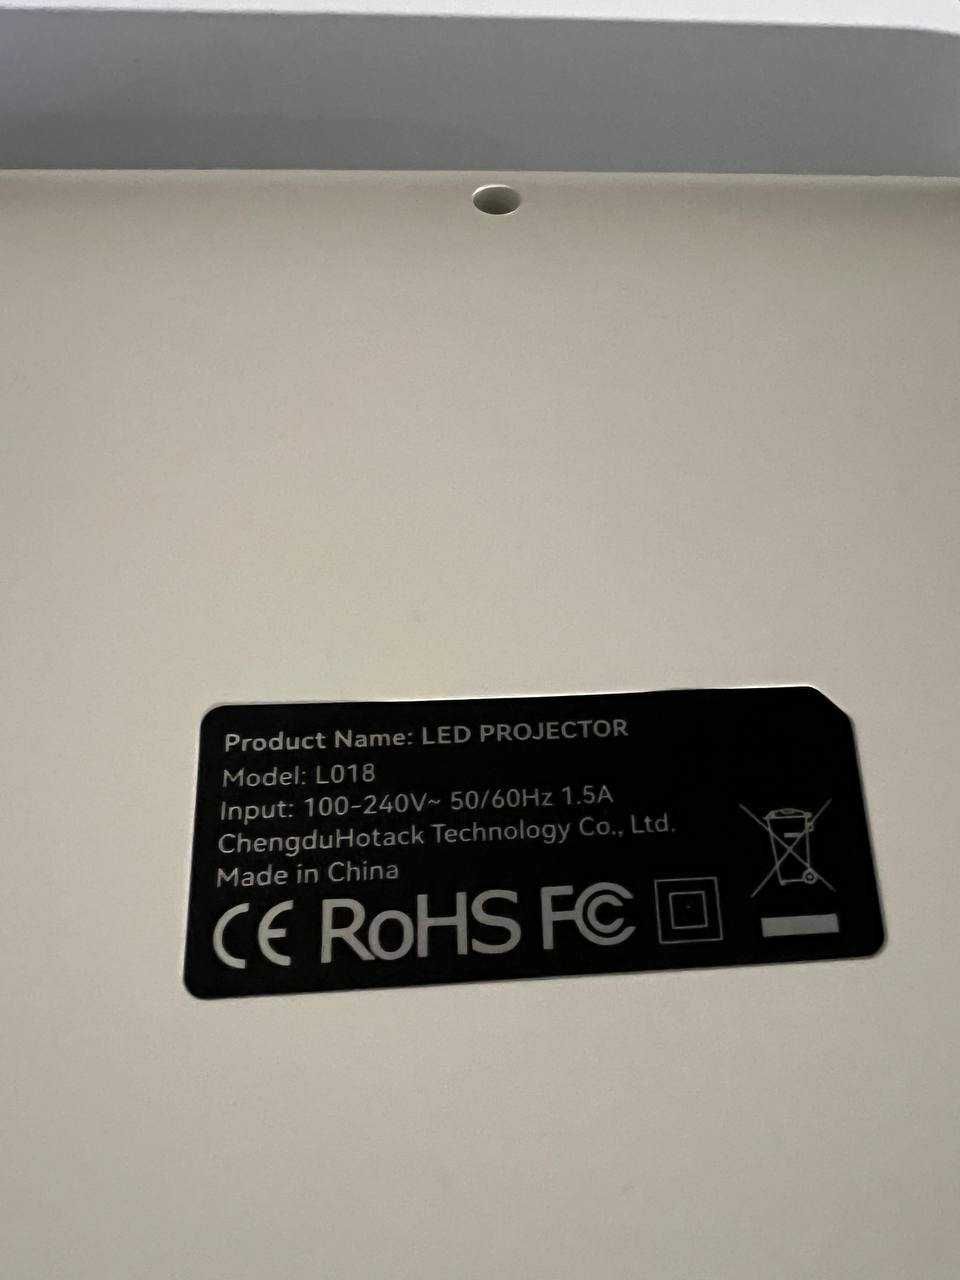 Product Name: LED PROJECTOR
Model: L018
Input: 100-240V~ 50/60Hz 1.5A
ChengduHotack Technology Co., Ltd.
Made in China
CE RoHS FC